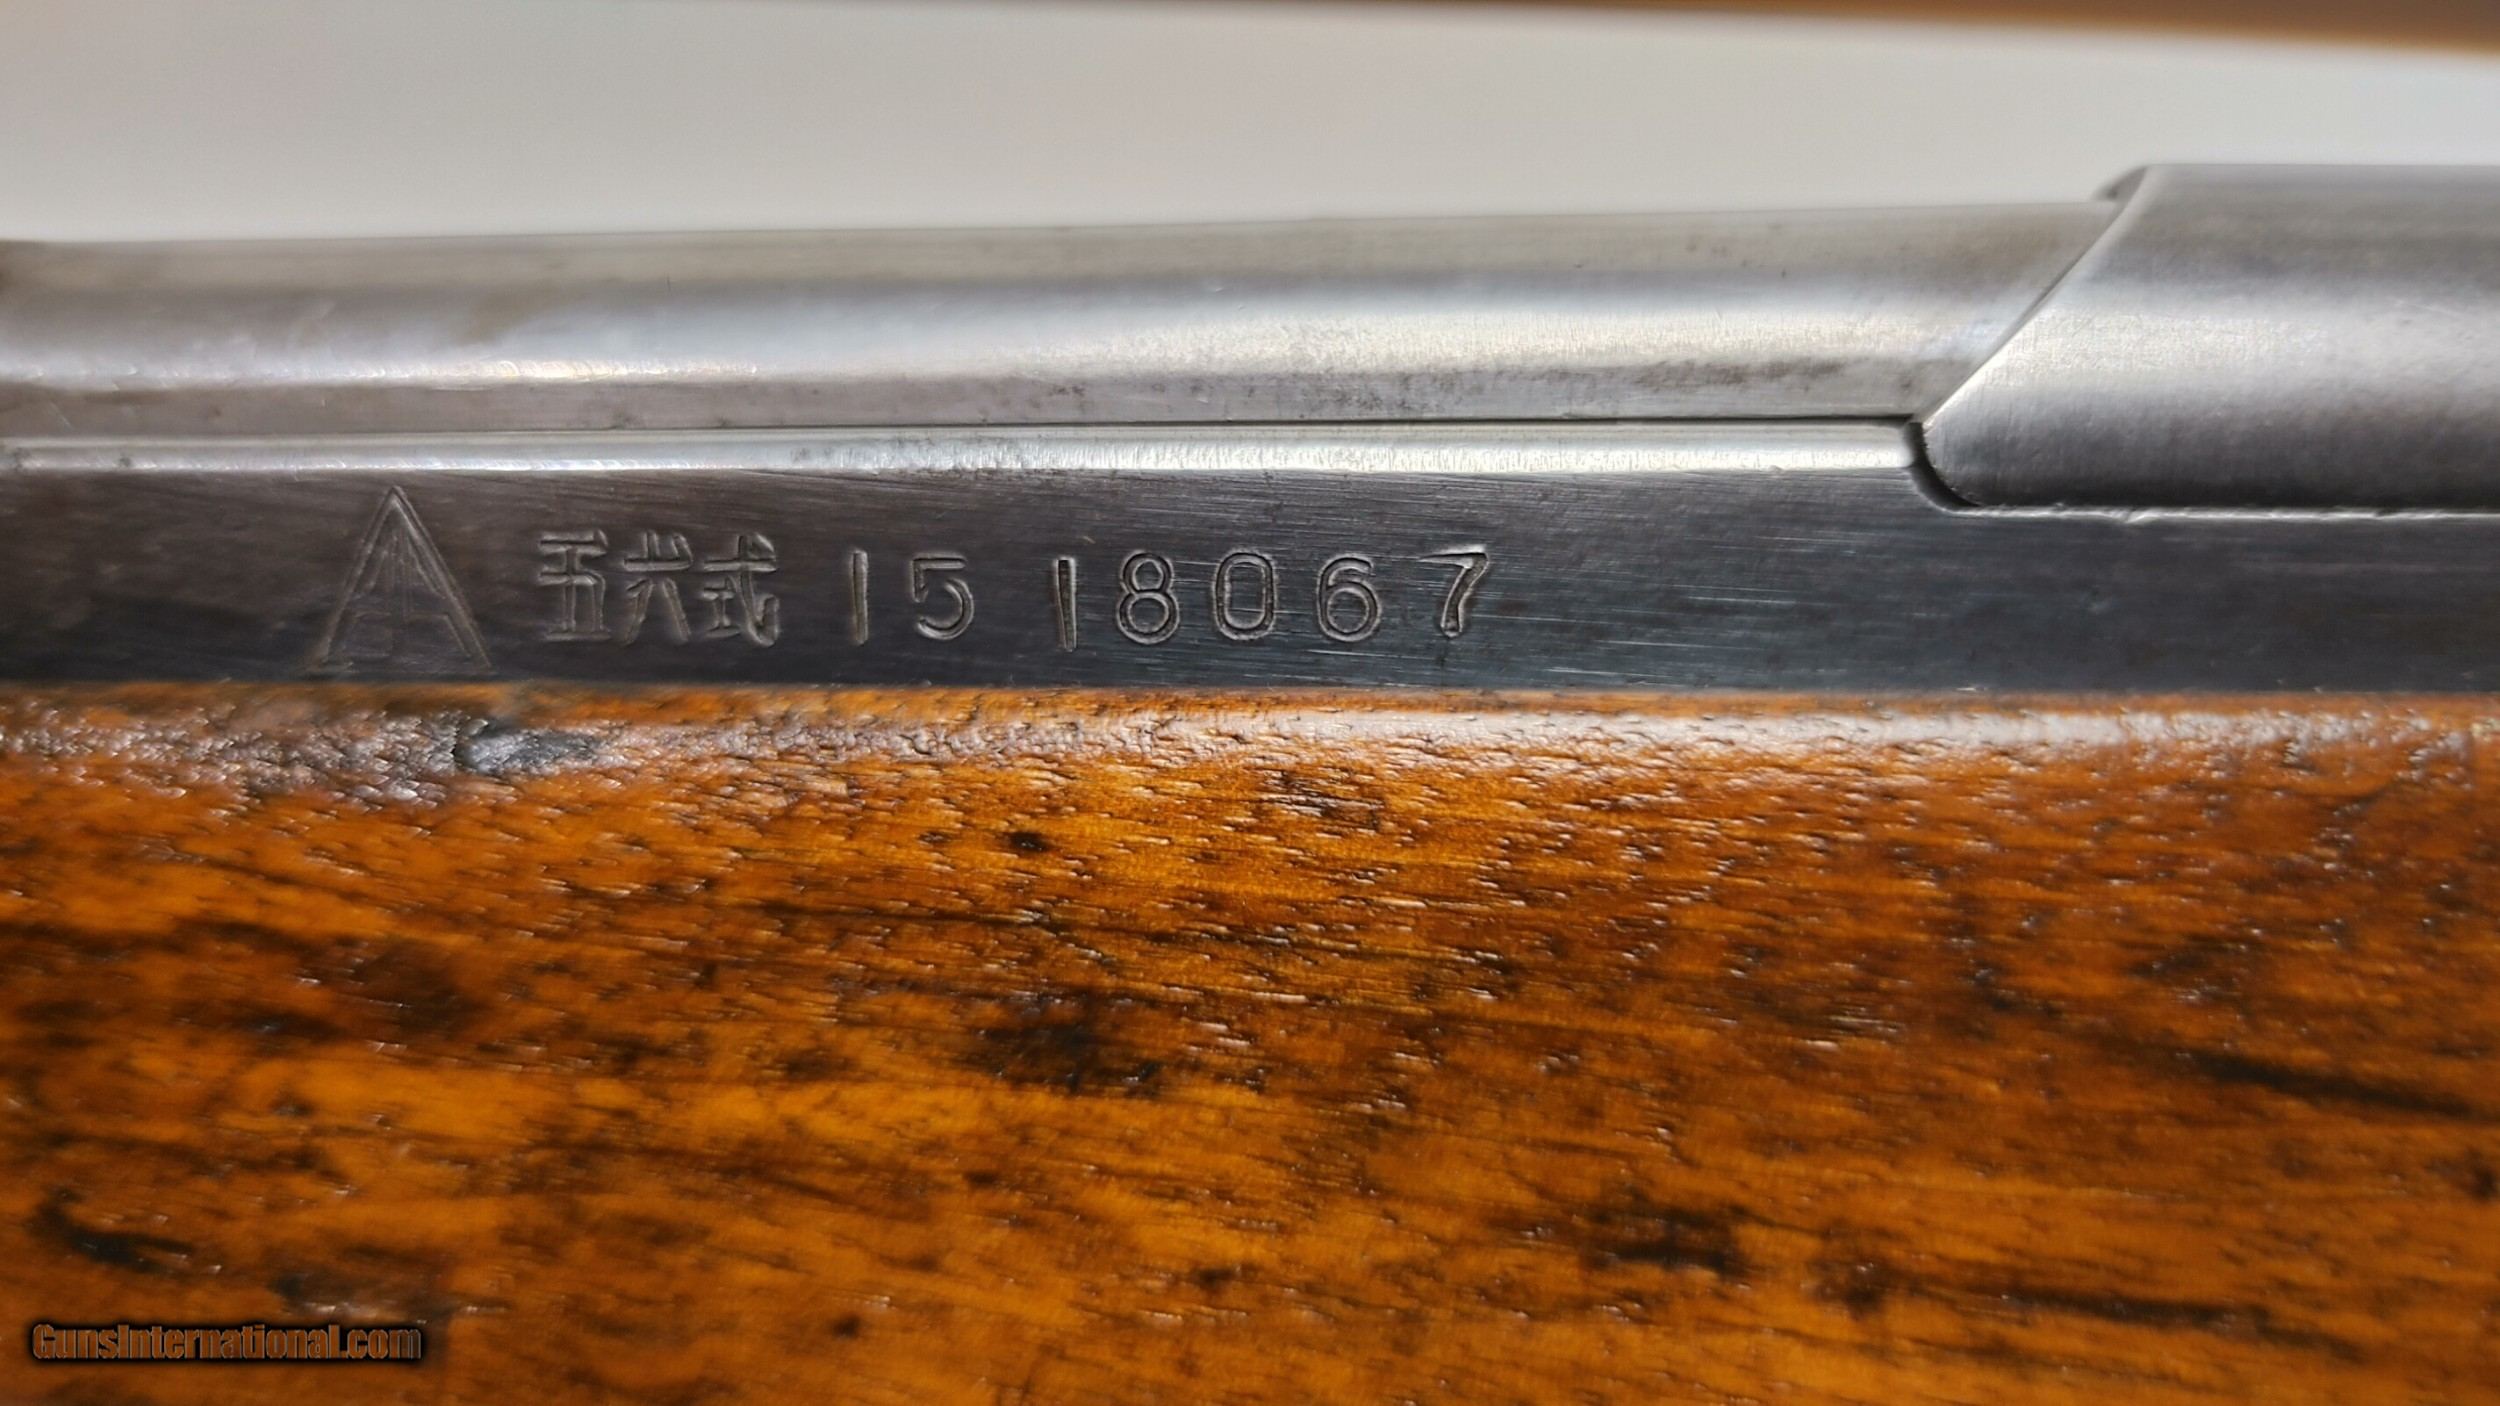 五六式 15 18067
GunsInternational.com